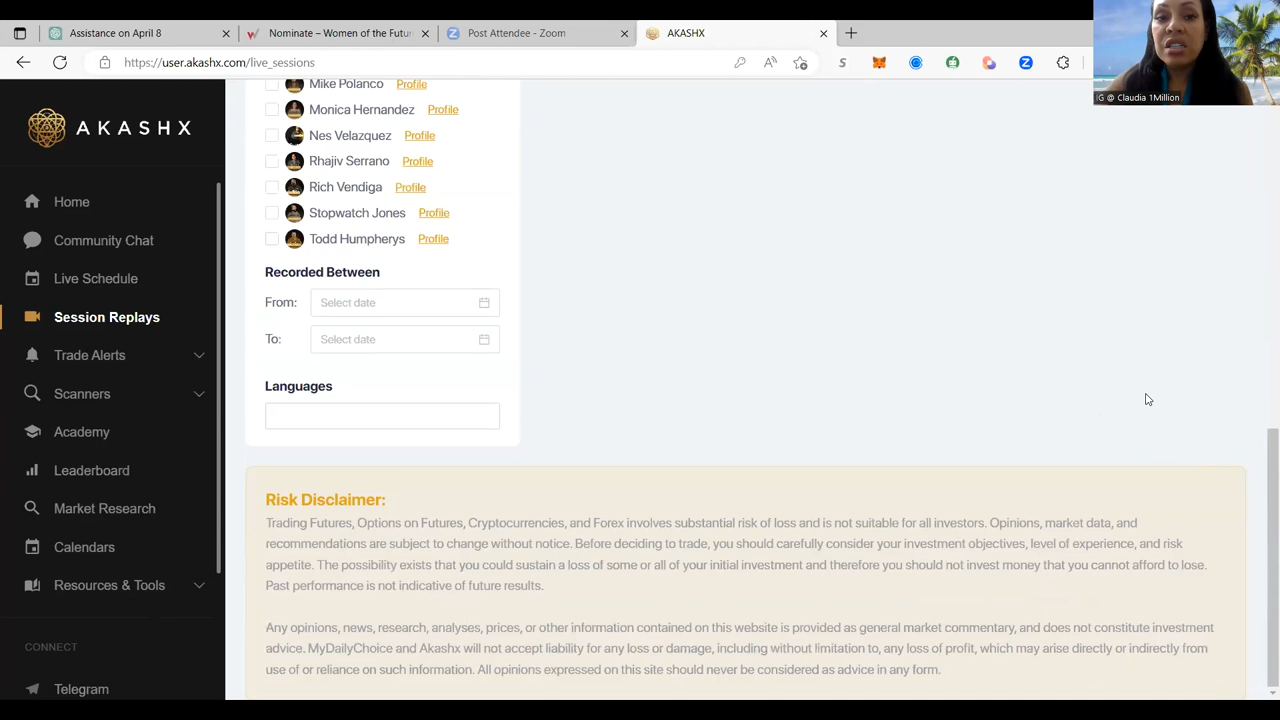 Assistance on April 8
Nominate – Women of the Futur
Post Attendee - Zoom
AKASHX
https://user.akashx.com/live_sessions
IG @ Claudia 1Million
AKASHX
Home
Community Chat
Live Schedule
Session Replays
Trade Alerts
Scanners
Academy
Leaderboard
Market Research
Calendars
Resources & Tools
CONNECT
Telegram
Mike Polanco Profile
Monica Hernandez Profile
Nes Velazquez Profile
Rhajiv Serrano Profile
Rich Vendiga Profile
Stopwatch Jones Profile
Todd Humpherys Profile
Recorded Between
From: Select date
To: Select date
Languages
Risk Disclaimer:
Trading Futures, Options on Futures, Cryptocurrencies, and Forex involves substantial risk of loss and is not suitable for all investors. Opinions, market data, and
recommendations are subject to change without notice. Before deciding to trade, you should carefully consider your investment objectives, level of experience, and risk
appetite. The possibility exists that you could sustain a loss of some or all of your initial investment and therefore you should not invest money that you cannot afford to lose.
Past performance is not indicative of future results.
Any opinions, news, research, analyses, prices, or other information contained on this website is provided as general market commentary, and does not constitute investment
advice. MyDailyChoice and Akashx will not accept liability for any loss or damage, including without limitation to, any loss of profit, which may arise directly or indirectly from
use of or reliance on such information. All opinions expressed on this site should never be considered as advice in any form.